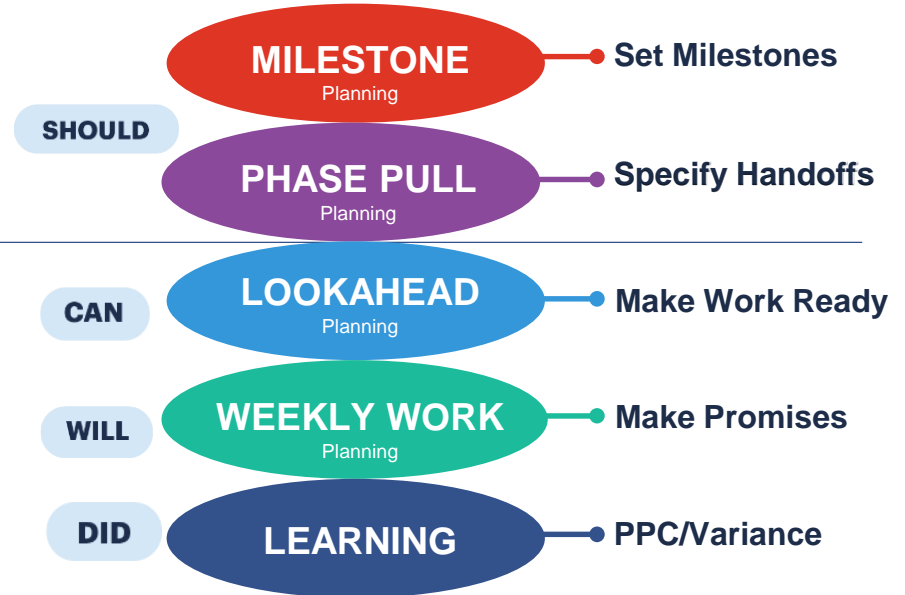 MILESTONE
Planning
Set Milestones
SHOULD
PHASE PULL
Planning
Specify Handoffs
LOOKAHEAD
Planning
CAN
Make Work Ready
WEEKLY WORK
Planning
WILL
Make Promises
DID
LEARNING
PPC/Variance